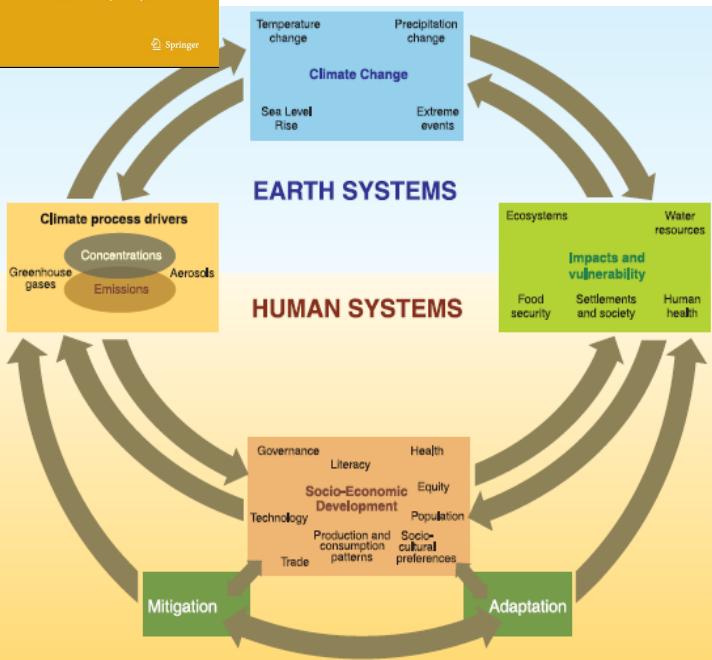 Springer
Temperature
change
Precipitation
change
Climate Change
Sea Level
Rise
Extreme
events
EARTH SYSTEMS
Climate process drivers
Concentrations
Greenhouse
gases
Aerosols
Emissions
Ecosystems
Water
resources
Impacts and
vulnerability
Food
security
Settlements
and society
Human
health
HUMAN SYSTEMS
Governance
Literacy
Health
Socio-Economic
Development
Equity
Technology
Population
Production and
consumption
patterns
Socio-
cultural
preferences
Trade
Mitigation
Adaptation